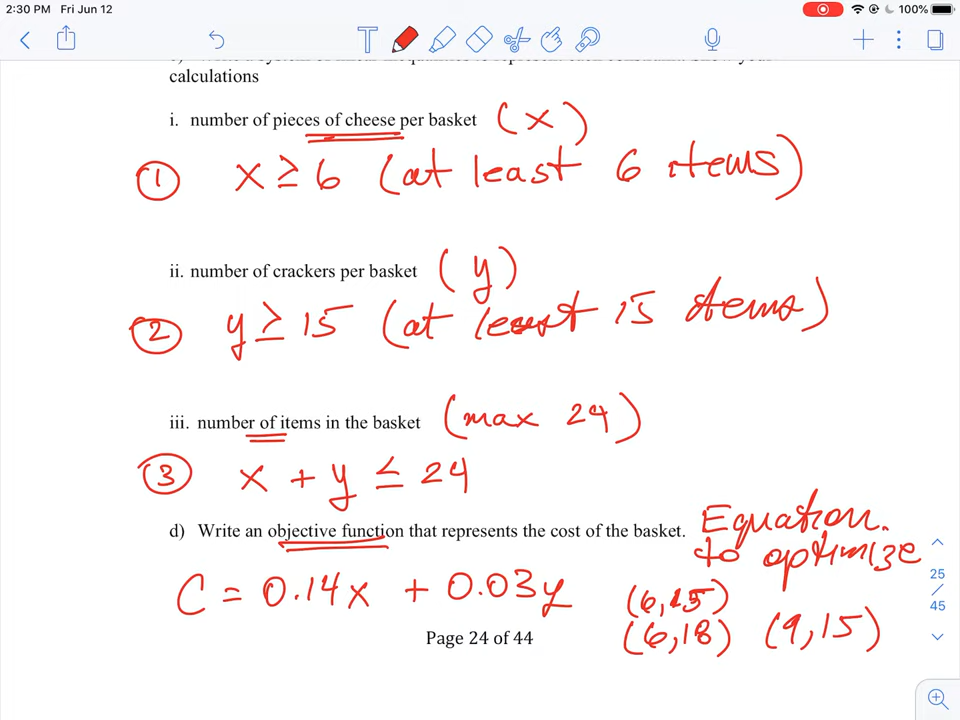 2:30 PM Fri Jun 12
100%
calculations
i. number of pieces of cheese per basket (x)
① x ≥ 6 (at least 6 items)
ii. number of crackers per basket (y)
② y ≥ 15 (at least 15 items)
iii. number of items in the basket (max 24)
③ x + y ≤ 24
d) Write an objective function that represents the cost of the basket. Equation.
to optimize
C = 0.14x + 0.03y
(6,15)
(6,18) (9,15)
Page 24 of 44
25
/
45